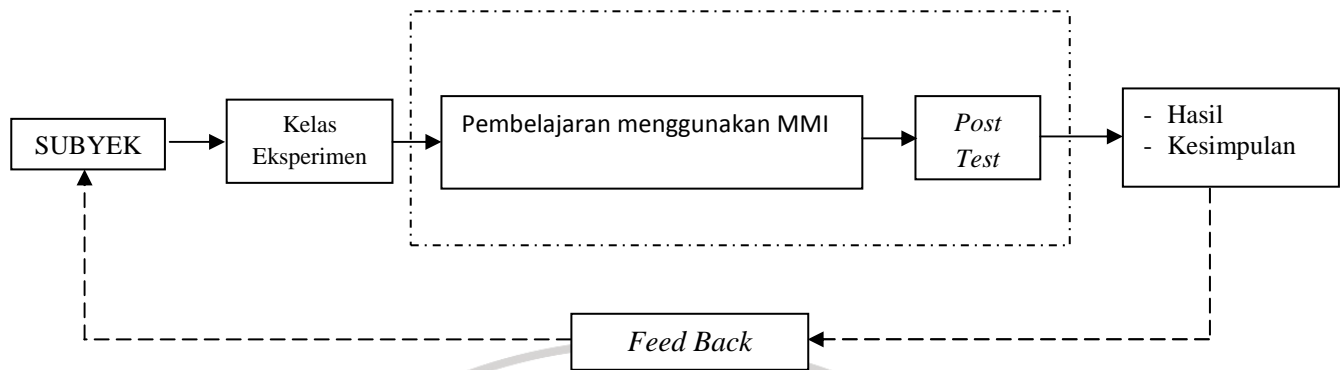 SUBYEK
Kelas
Eksperimen
Pembelajaran menggunakan MMI
Post
Test
- Hasil
- Kesimpulan
Feed Back